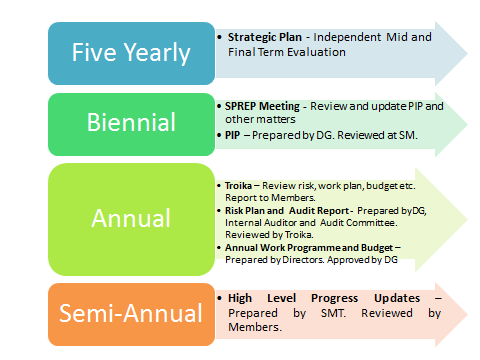 Five Yearly
• Strategic Plan - Independent Mid and
Final Term Evaluation
Biennial
• SPREP Meeting - Review and update PIP and
other matters
• PIP – Prepared by DG. Reviewed at SM.
Annual
• Troika – Review risk, work plan, budget etc.
Report to Members.
• Risk Plan and Audit Report - Prepared by DG,
Internal Auditor and Audit Committee.
Reviewed by Troika.
• Annual Work Programme and Budget –
Prepared by Directors. Approved by DG
Semi-Annual
• High Level Progress Updates –
Prepared by SMT. Reviewed by
Members.